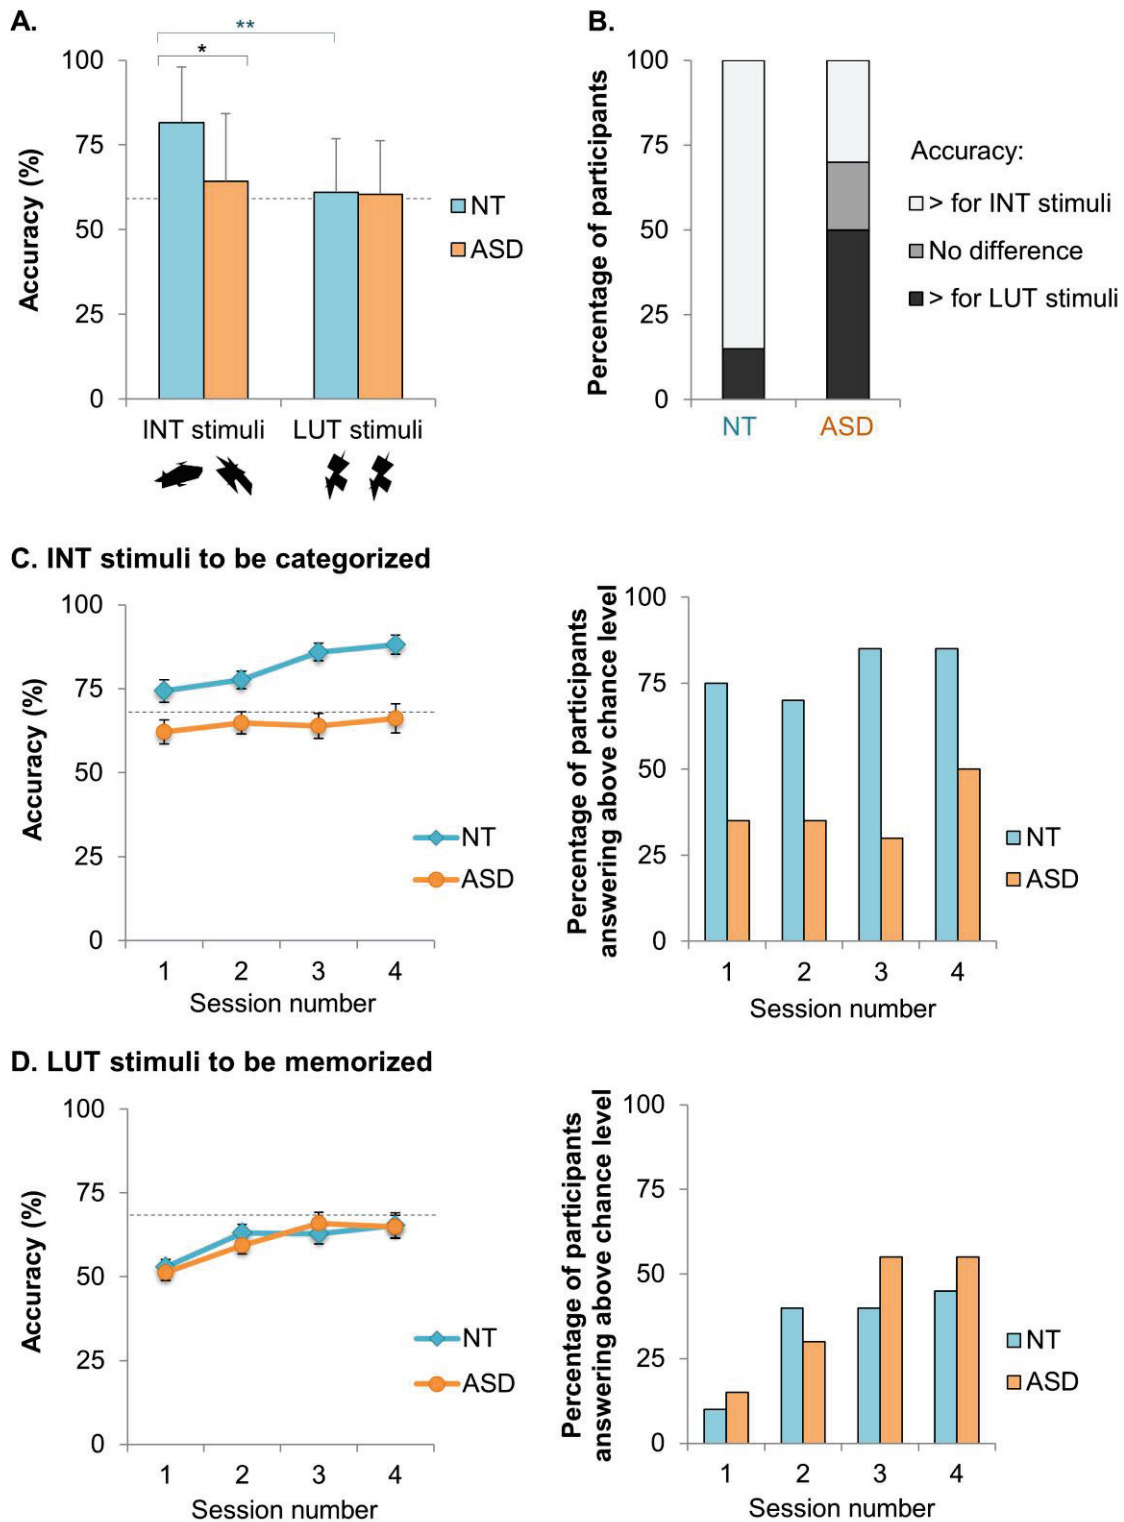 A.
**
*
Accuracy (%)
100
75
50
25
0
NT
ASD
INT stimuli
LUT stimuli
B.
Percentage of participants
100
75
50
25
0
NT
ASD
Accuracy:
> for INT stimuli
No difference
> for LUT stimuli
C. INT stimuli to be categorized
Accuracy (%)
100
75
50
25
0
1 2 3 4
Session number
NT
ASD
Percentage of participants
answering above chance level
100
75
50
25
0
1 2 3 4
Session number
NT
ASD
D. LUT stimuli to be memorized
Accuracy (%)
100
75
50
25
0
1 2 3 4
Session number
NT
ASD
Percentage of participants
answering above chance level
100
75
50
25
0
1 2 3 4
Session number
NT
ASD